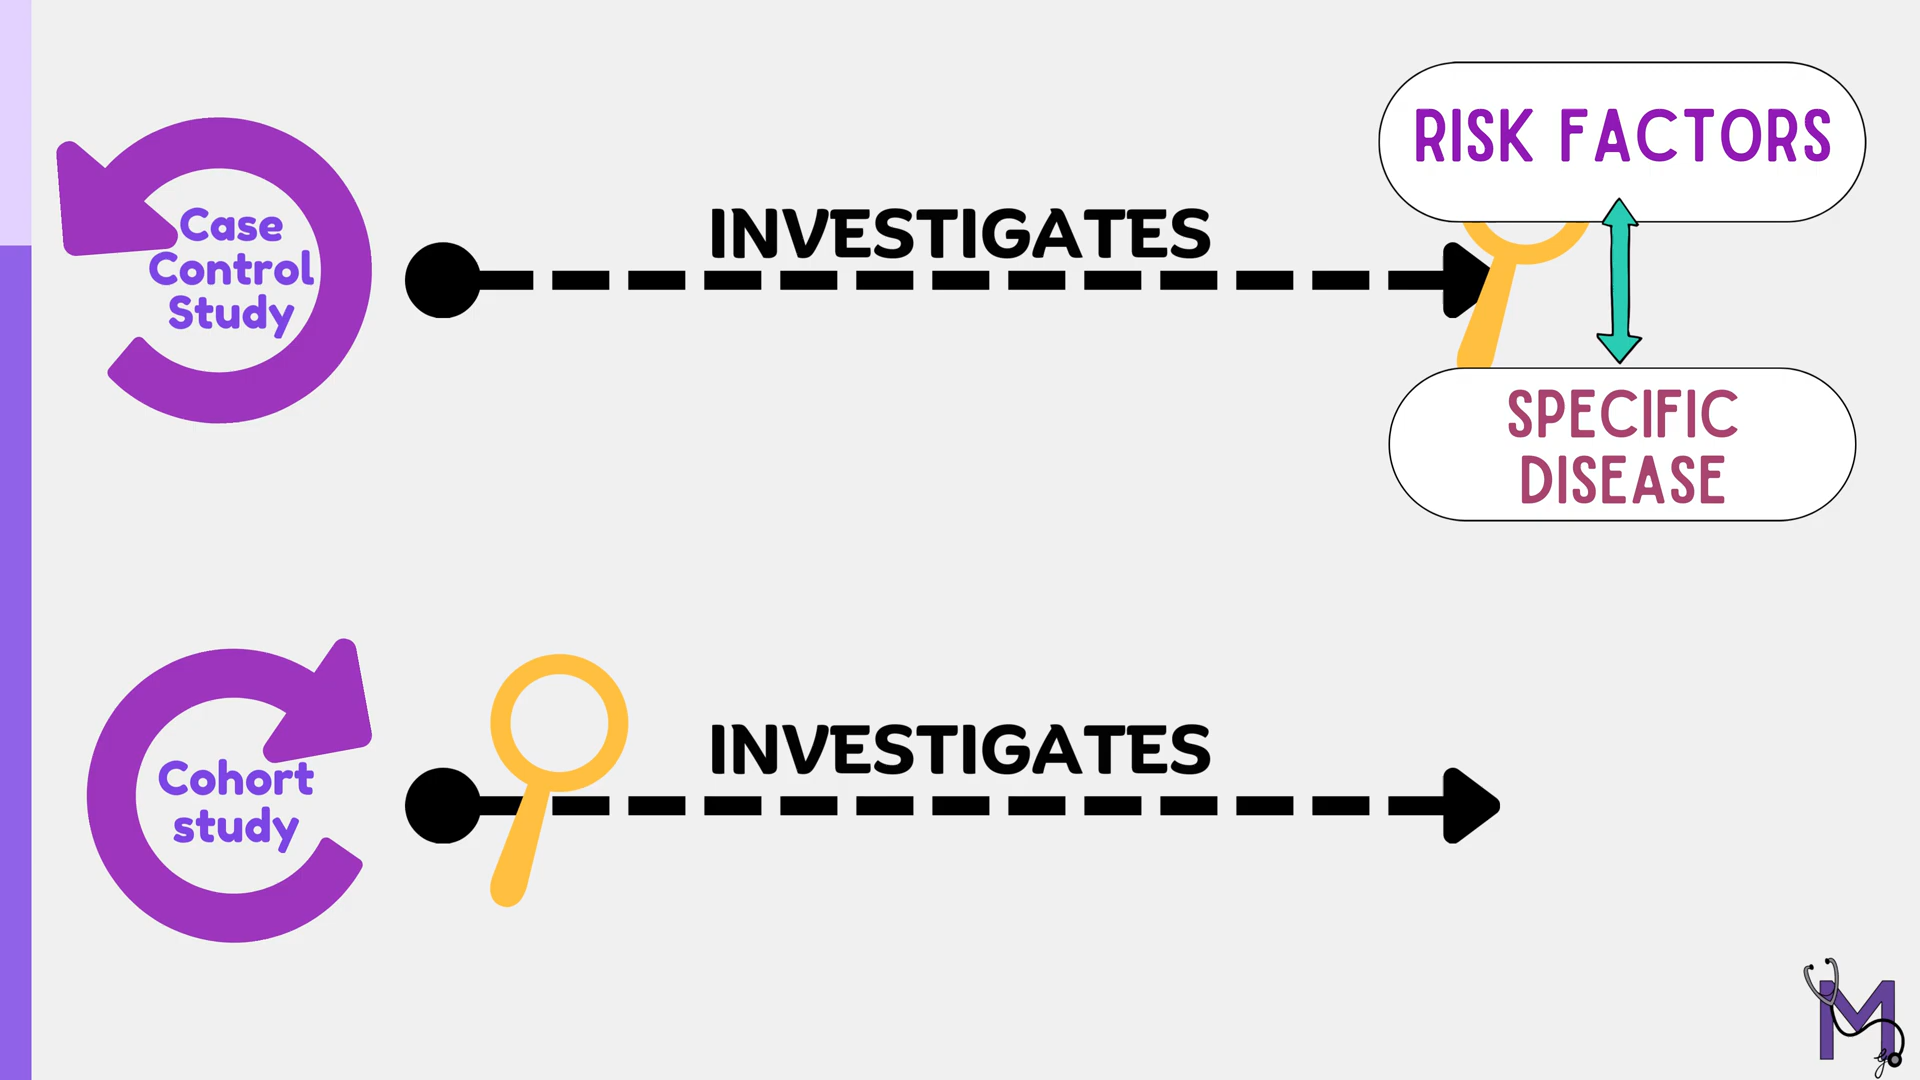 Case
Control
Study
INVESTIGATES
RISK FACTORS
SPECIFIC
DISEASE
Cohort
study
INVESTIGATES
M